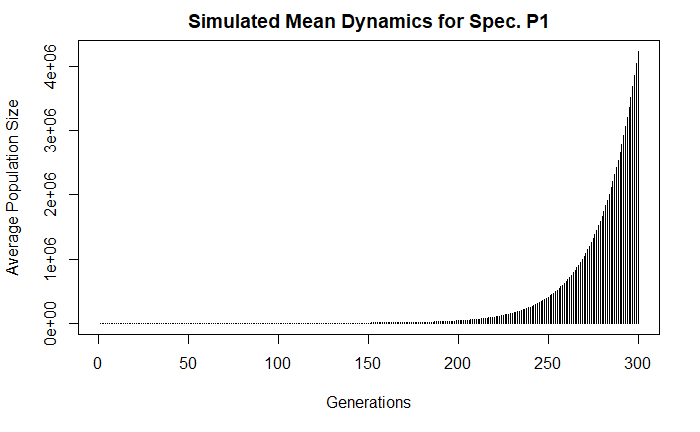 Simulated Mean Dynamics for Spec. P1
Average Population Size
4e+06
3e+06
2e+06
1e+06
0e+00
0 50 100 150 200 250 300
Generations